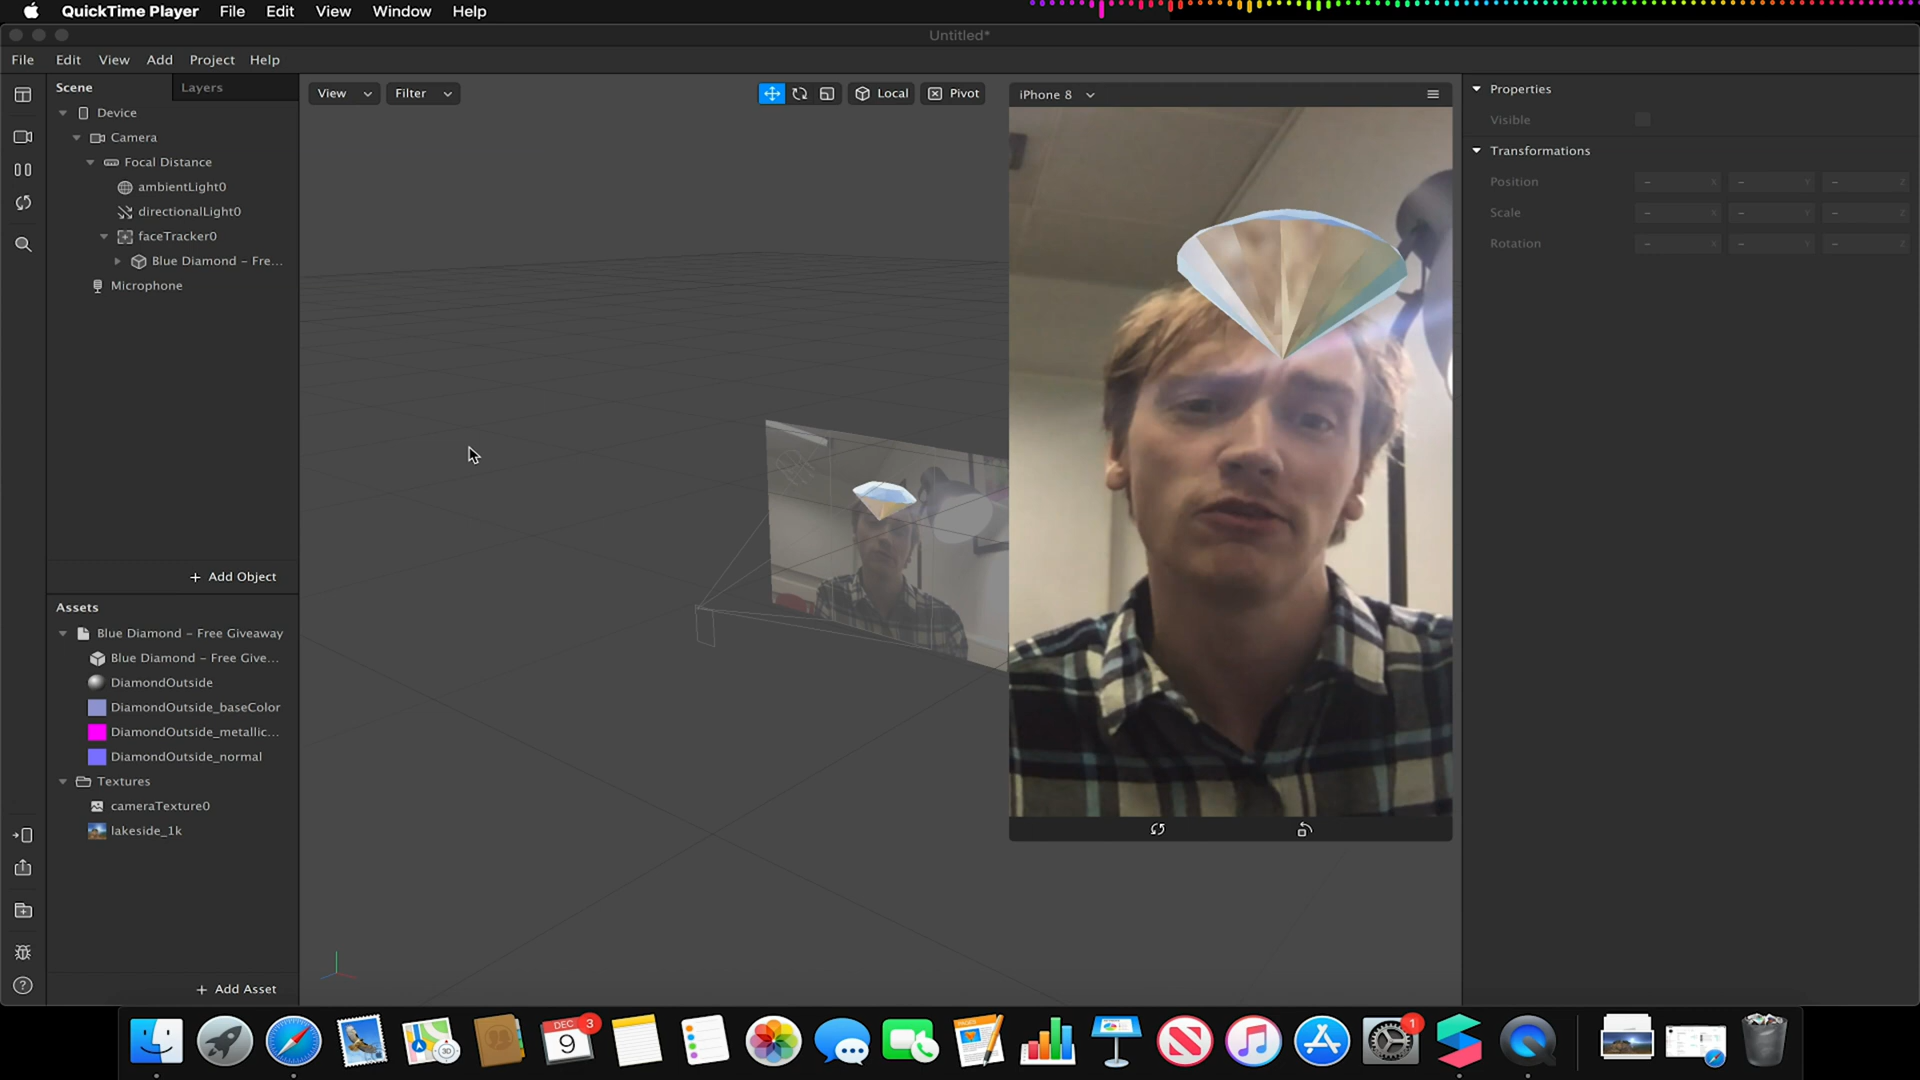 QuickTime Player File Edit View Window Help
Untitled*
File Edit View Add Project Help
Scene Layers
Device
Camera
Focal Distance
ambientLight0
directionalLight0
faceTracker0
Blue Diamond – Fre...
Microphone
+ Add Object
Assets
Blue Diamond – Free Giveaway
Blue Diamond – Free Give...
DiamondOutside
DiamondOutside_baseColor
DiamondOutside_metallic...
DiamondOutside_normal
Textures
cameraTexture0
lakeside_1k
+ Add Asset
View Filter Local Pivot
iPhone 8
Properties
Visible
Transformations
Position – X – Y – Z
Scale – X – Y – Z
Rotation – X – Y – Z
DEC 3
9
1